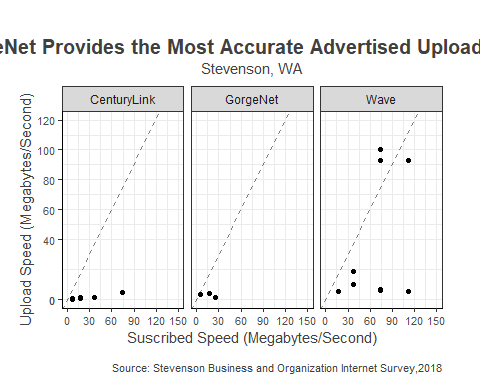 eNet Provides the Most Accurate Advertised Upload
Stevenson, WA
CenturyLink GorgeNet Wave
Upload Speed (Megabytes/Second)
120
100
80
60
40
0
0 30 60 90 120 150 0 30 60 90 120 150 0 30 60 90 120 150
Suscribed Speed (Megabytes/Second)
Source: Stevenson Business and Organization Internet Survey,2018